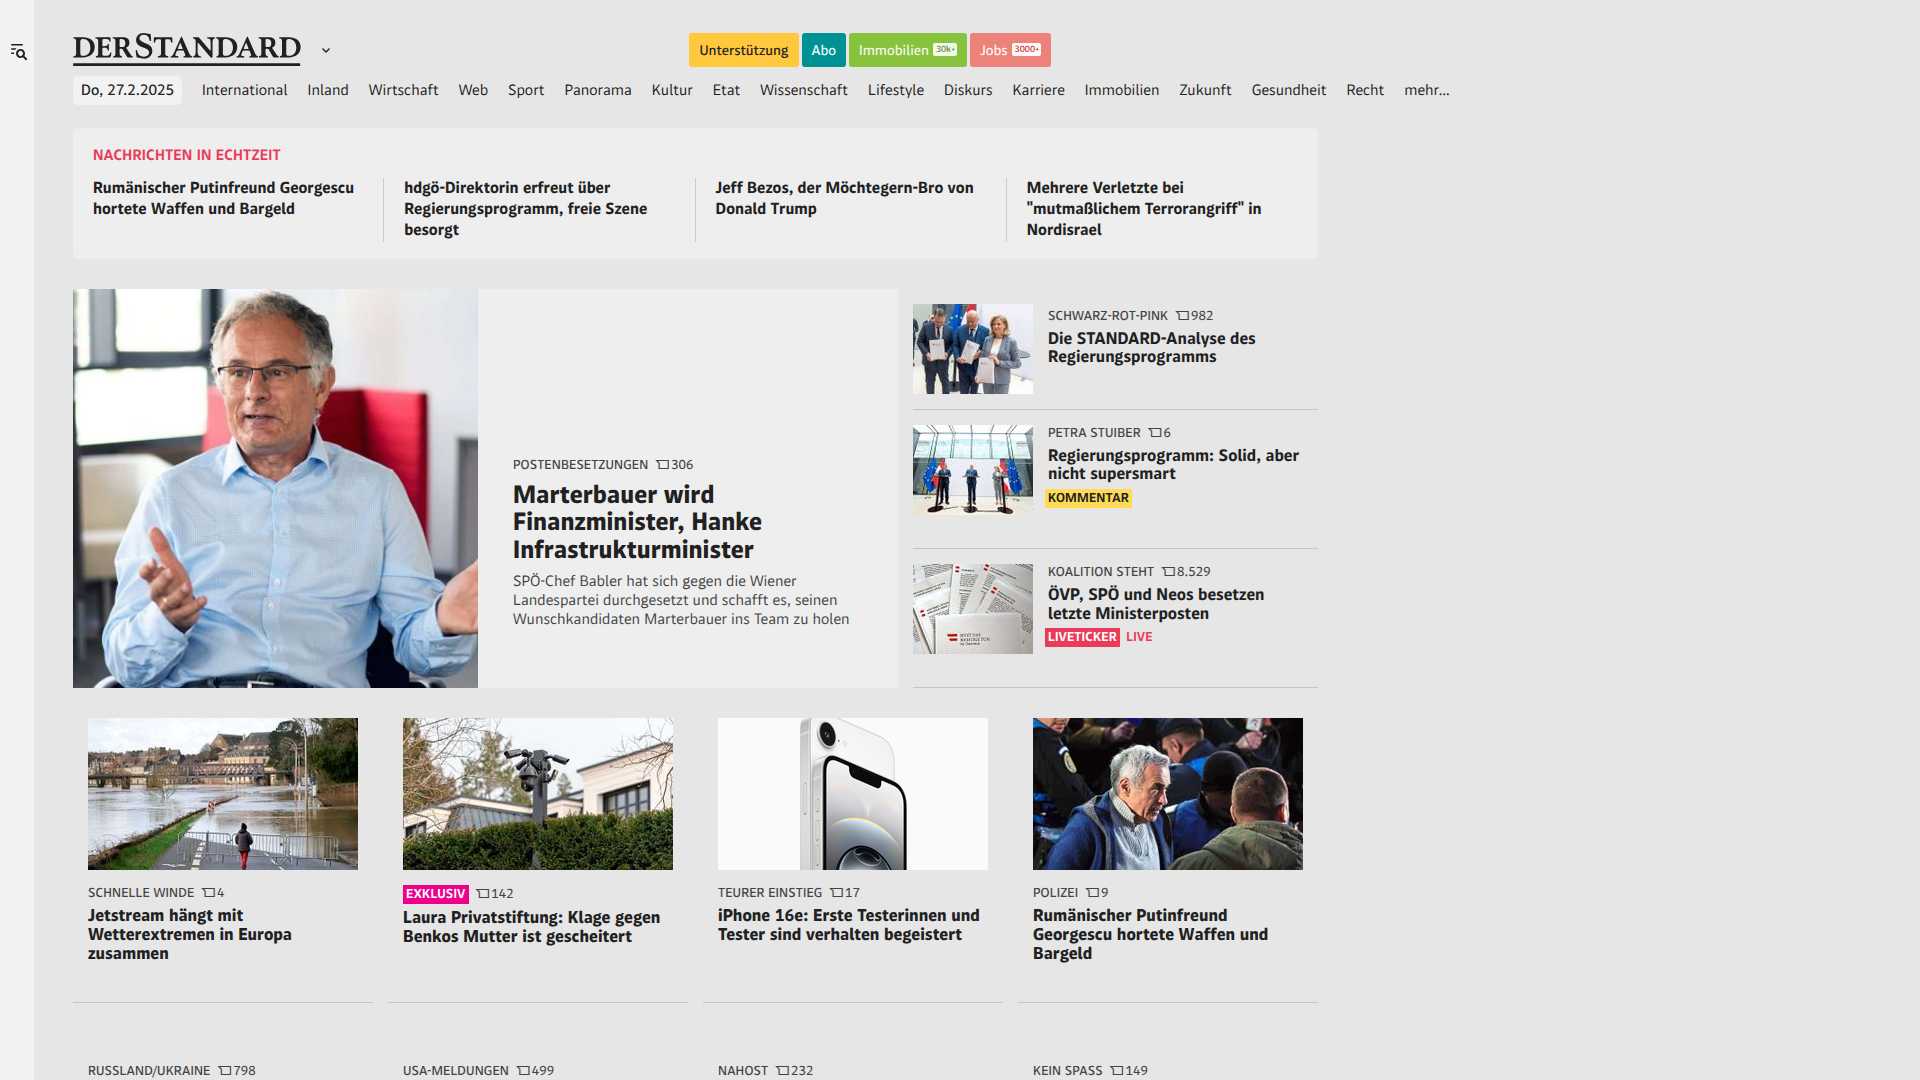 DERSTANDARD
Unterstützung
Abo
Immobilien 30k+
Jobs 3000+
Do, 27.2.2025
International
Inland
Wirtschaft
Web
Sport
Panorama
Kultur
Etat
Wissenschaft
Lifestyle
Diskurs
Karriere
Immobilien
Zukunft
Gesundheit
Recht
mehr...
NACHRICHTEN IN ECHTZEIT
Rumänischer Putinfreund Georgescu
hortete Waffen und Bargeld
hdgö-Direktorin erfreut über
Regierungsprogramm, freie Szene
besorgt
Jeff Bezos, der Möchtegern-Bro von
Donald Trump
Mehrere Verletzte bei
"mutmaßlichem Terrorangriff" in
Nordisrael
POSTENBESETZUNGEN 306
Marterbauer wird
Finanzminister, Hanke
Infrastrukturminister
SPÖ-Chef Babler hat sich gegen die Wiener
Landespartei durchgesetzt und schafft es, seinen
Wunschkandidaten Marterbauer ins Team zu holen
SCHWARZ-ROT-PINK 982
Die STANDARD-Analyse des
Regierungsprogramms
PETRA STUIBER 6
Regierungsprogramm: Solid, aber
nicht supersmart
KOMMENTAR
KOALITION STEHT 8.529
ÖVP, SPÖ und Neos besetzen
letzte Ministerposten
LIVETICKER LIVE
SCHNELLE WINDE 4
Jetstream hängt mit
Wetterextremen in Europa
zusammen
EXKLUSIV 142
Laura Privatstiftung: Klage gegen
Benkos Mutter ist gescheitert
TEURER EINSTIEG 17
iPhone 16e: Erste Testerinnen und
Tester sind verhalten begeistert
POLIZEI 9
Rumänischer Putinfreund
Georgescu hortete Waffen und
Bargeld
RUSSLAND/UKRAINE 798
USA-MELDUNGEN 499
NAHOST 232
KEIN SPASS 149